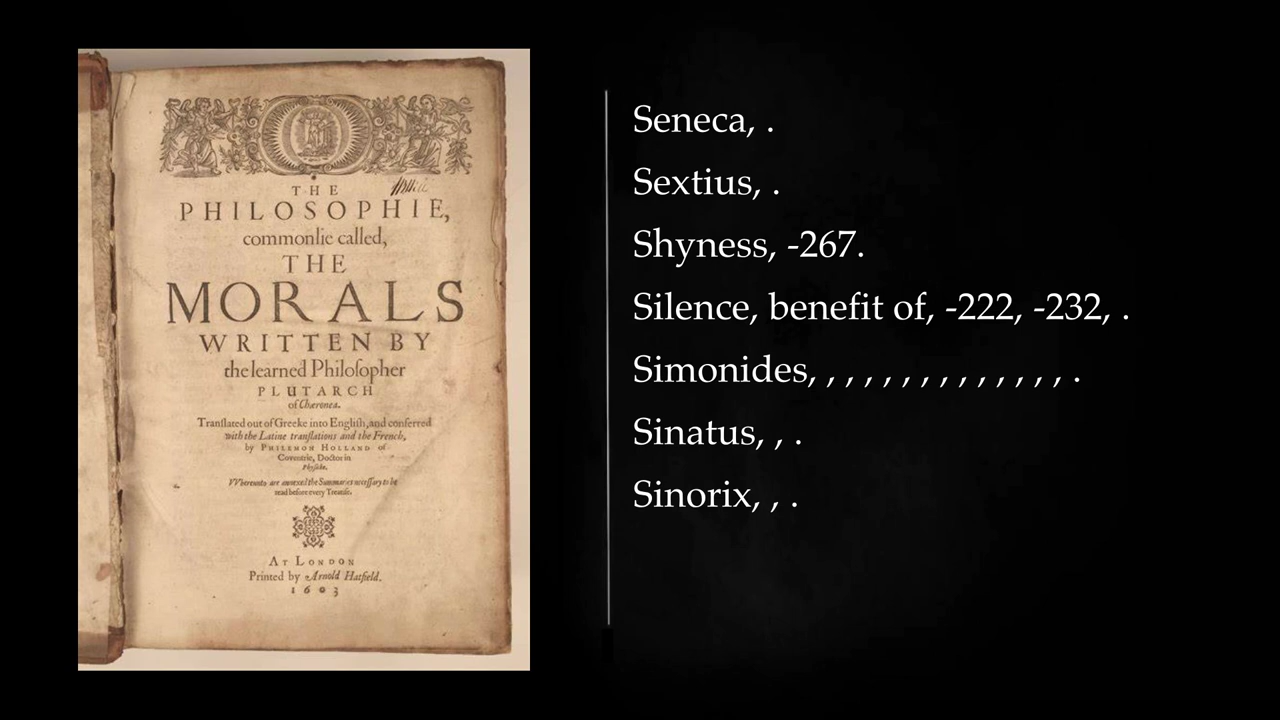 THE
PHILOSOPHIE,
commonlie called,
THE
MORALS
WRITTEN BY
the learned Philosopher
PLUTARCH
of Chæronea.
Translated out of Greeke into English, and conferred
with the Latine translations and the French,
by PHILEMON HOLLAND of
Coventrie, Doctor in
Physicke.
VVhereunto are annexed the Summaries necessary to be
read before every Treatise.
AT LONDON
Printed by Arnold Hatfield.
1603
Seneca, .
Sextius, .
Shyness, -267.
Silence, benefit of, -222, -232, .
Simonides, , , , , , , , , , , , , , .
Sinatus, , .
Sinorix, , .